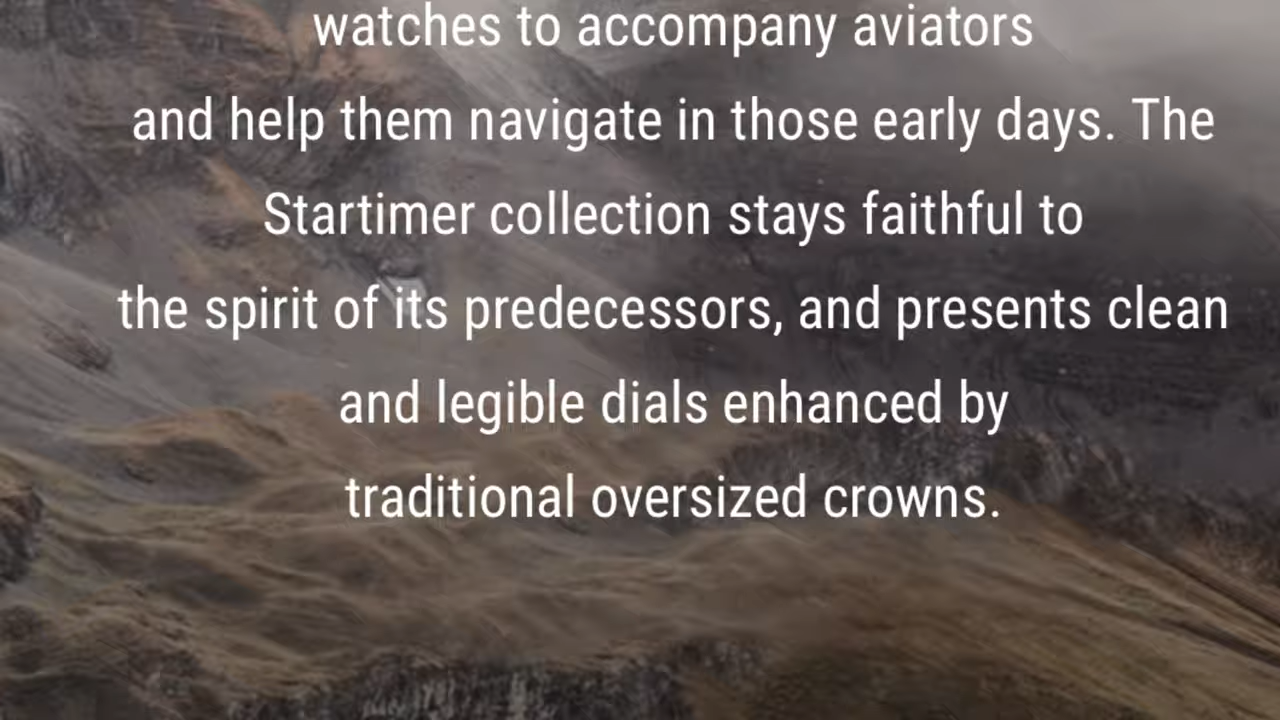 watches to accompany aviators
and help them navigate in those early days. The
Startimer collection stays faithful to
the spirit of its predecessors, and presents clean
and legible dials enhanced by
traditional oversized crowns.